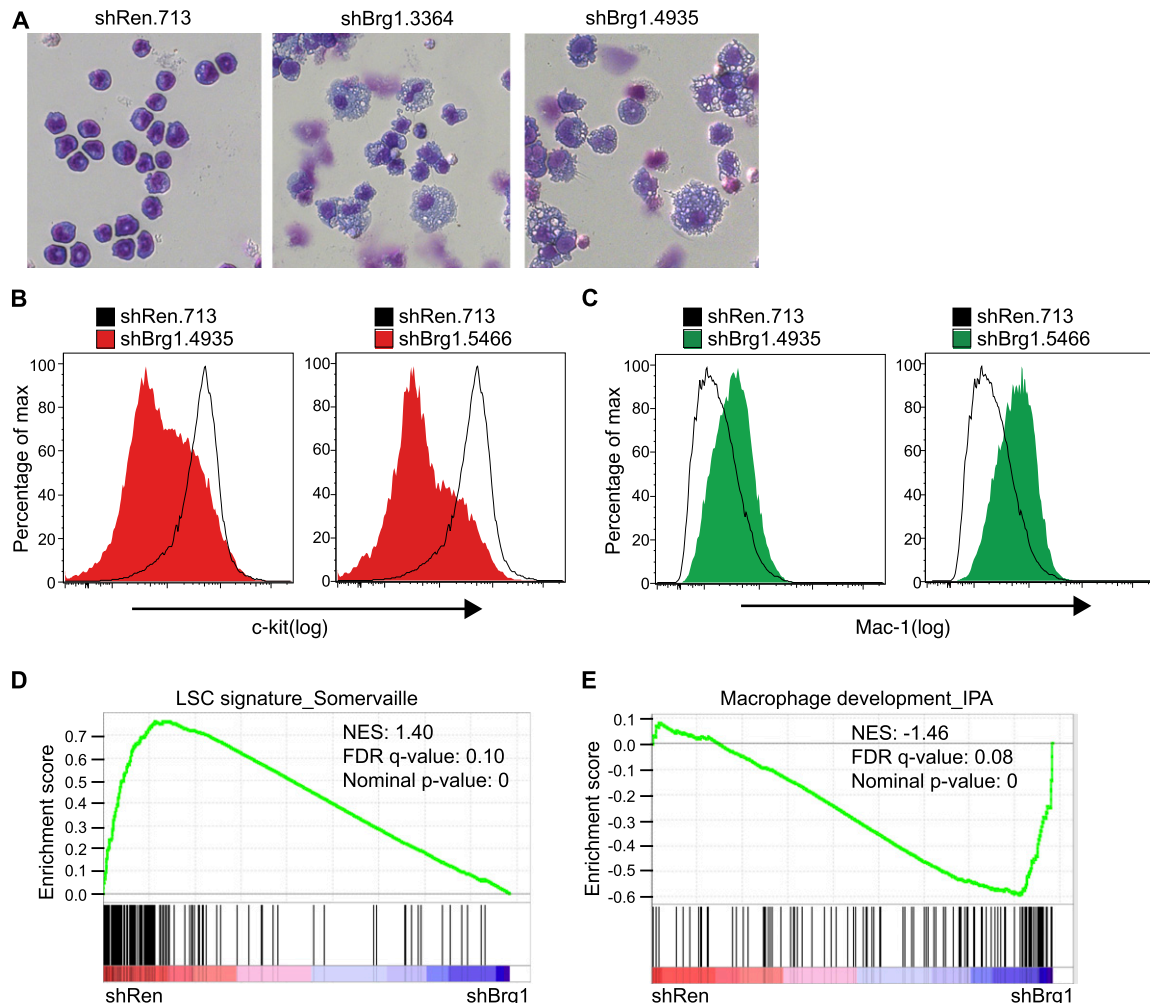 A
shRen.713
shBrg1.3364
shBrg1.4935
B
shRen.713
shBrg1.4935
shRen.713
shBrg1.5466
Percentage of max
100
80
60
40
20
0
100
80
60
40
20
0
c-kit(log)
C
shRen.713
shBrg1.4935
shRen.713
shBrg1.5466
Percentage of max
100
80
60
40
20
0
100
80
60
40
20
0
Mac-1(log)
D
LSC signature_Somervaille
NES: 1.40
FDR q-value: 0.10
Nominal p-value: 0
Enrichment score
0.7
0.6
0.5
0.4
0.3
0.2
0.1
0.0
shRen
shBrg1
E
Macrophage development_IPA
NES: -1.46
FDR q-value: 0.08
Nominal p-value: 0
Enrichment score
0.1
0.0
-0.1
-0.2
-0.3
-0.4
-0.5
-0.6
shRen
shBrg1